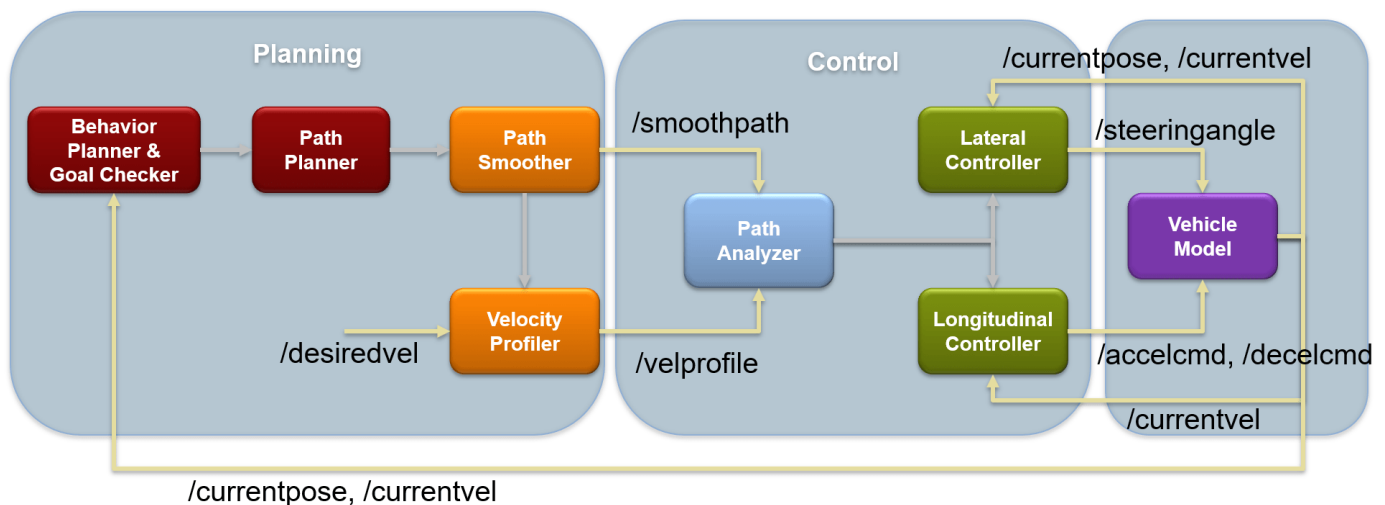 Planning
Behavior
Planner &
Goal Checker
Path
Planner
Path
Smoother
/desiredvel
Velocity
Profiler
Control
/smoothpath
/velprofile
Path
Analyzer
Lateral
Controller
Longitudinal
Controller
/currentpose, /currentvel
/steeringangle
Vehicle
Model
/accelcmd, /decelcmd
/currentvel
/currentpose, /currentvel